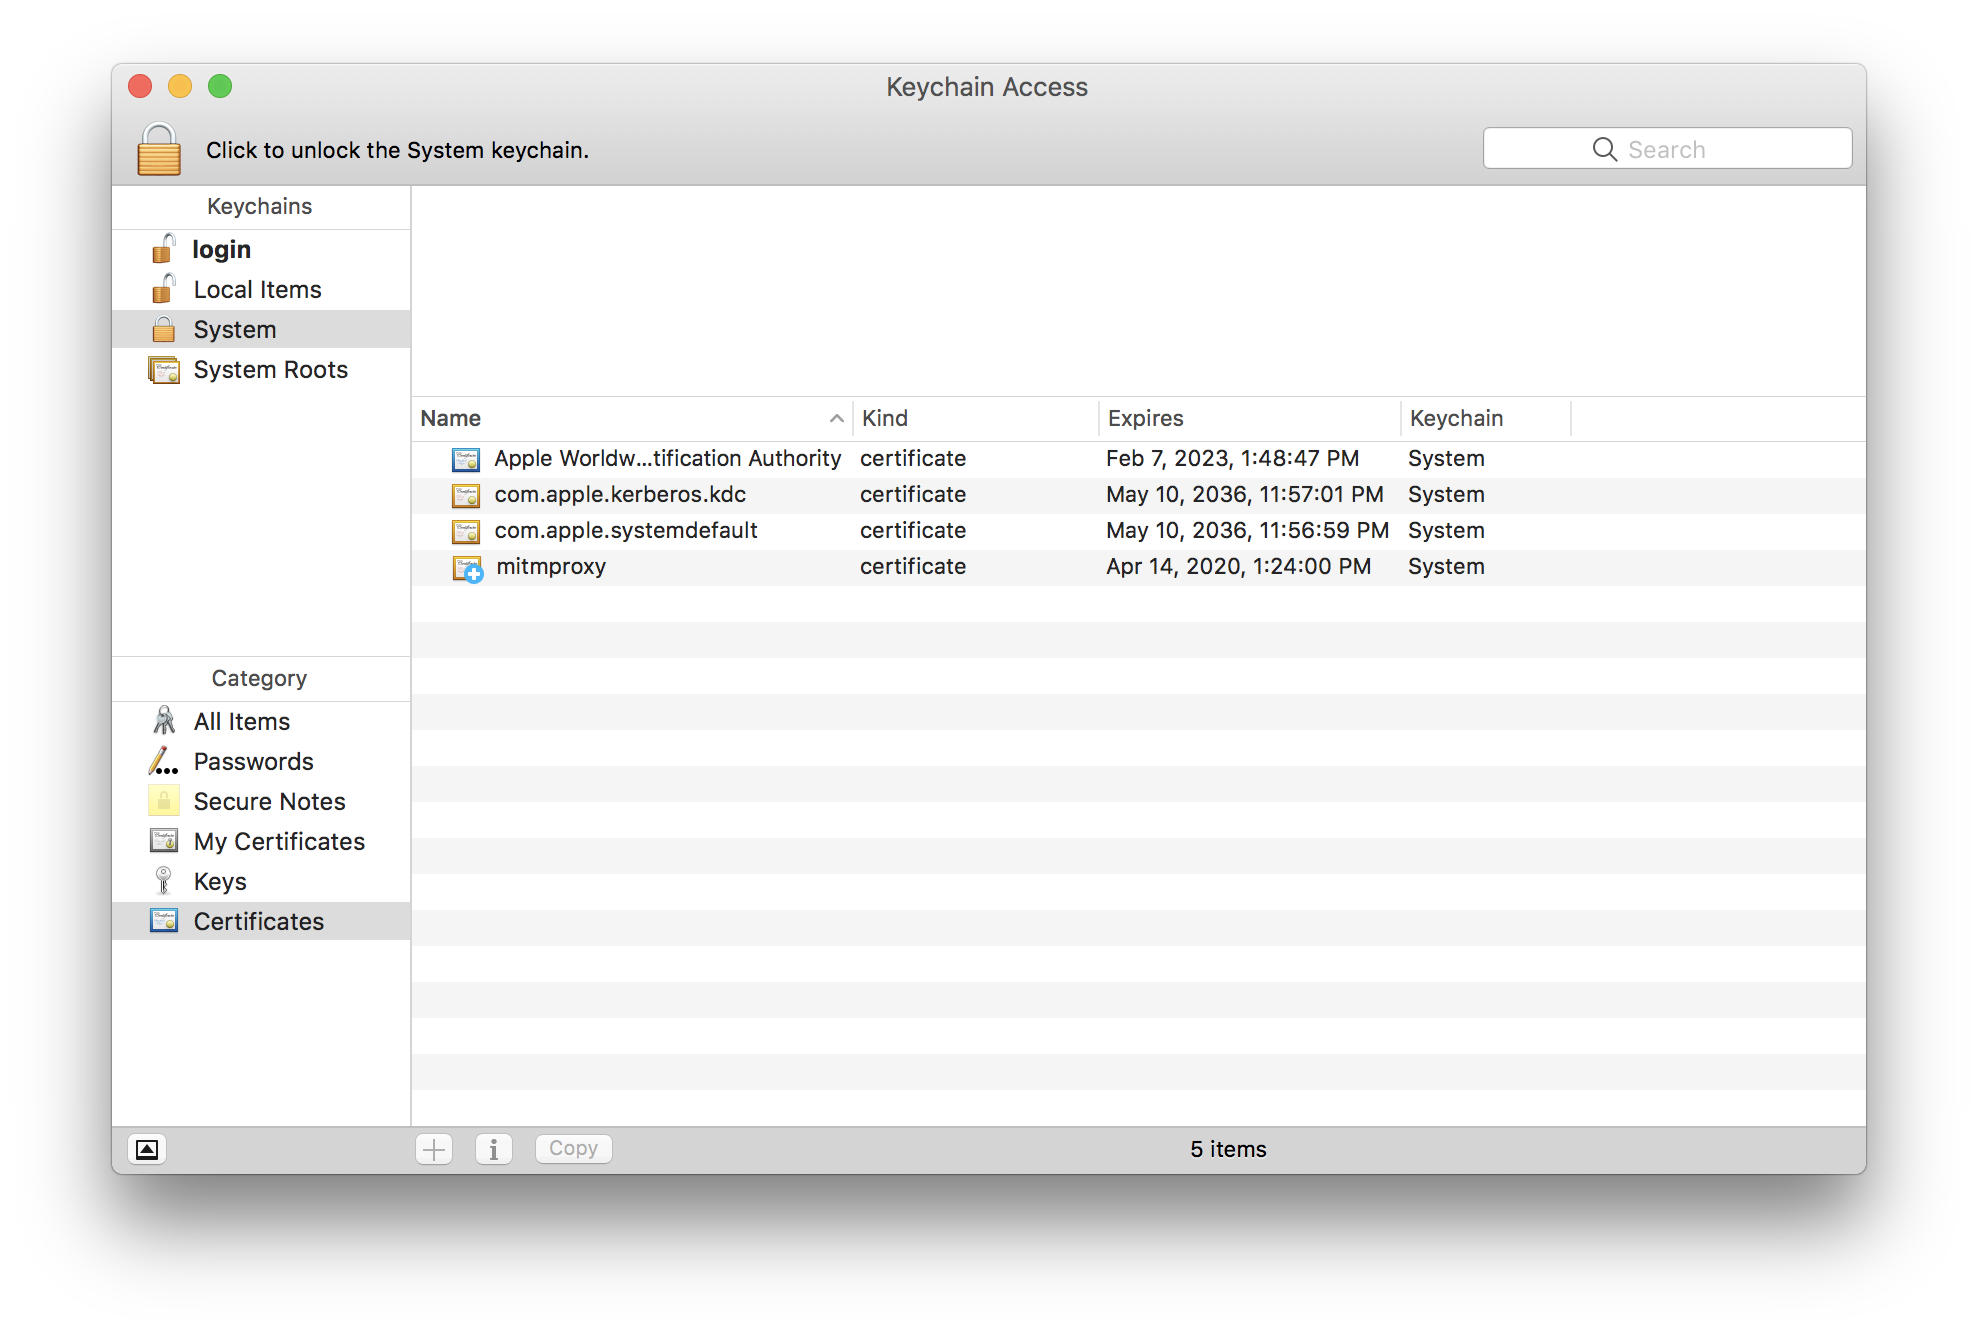 Keychain Access
Click to unlock the System keychain.
Search
Keychains
login
Local Items
System
System Roots
Category
All Items
Passwords
Secure Notes
My Certificates
Keys
Certificates
Name Kind Expires Keychain
Apple Worldw...tification Authority certificate Feb 7, 2023, 1:48:47 PM System
com.apple.kerberos.kdc certificate May 10, 2036, 11:57:01 PM System
com.apple.systemdefault certificate May 10, 2036, 11:56:59 PM System
mitmproxy certificate Apr 14, 2020, 1:24:00 PM System
Copy
5 items